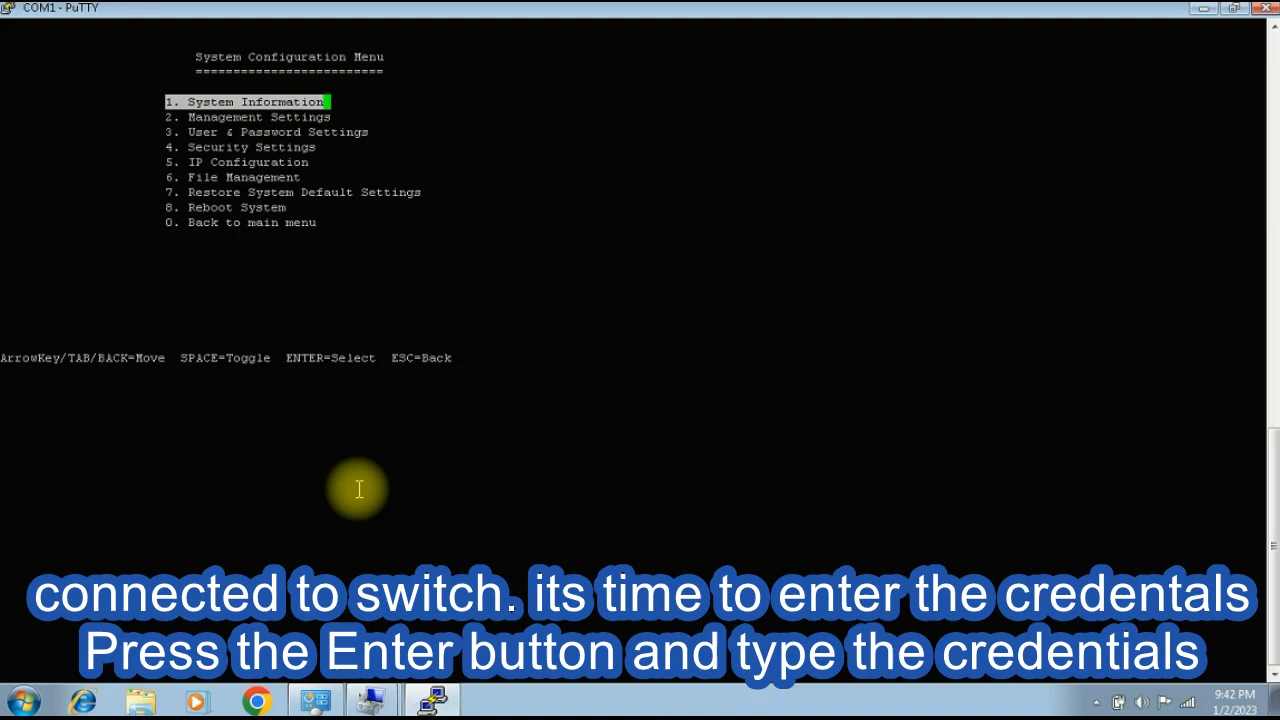 COM1 - PuTTY
System Configuration Menu
=========================
1. System Information
2. Management Settings
3. User & Password Settings
4. Security Settings
5. IP Configuration
6. File Management
7. Restore System Default Settings
8. Reboot System
0. Back to main menu
ArrowKey/TAB/BACK=Move SPACE=Toggle ENTER=Select ESC=Back
connected to switch. its time to enter the credentals
Press the Enter button and type the credentials
9:42 PM
1/2/2023